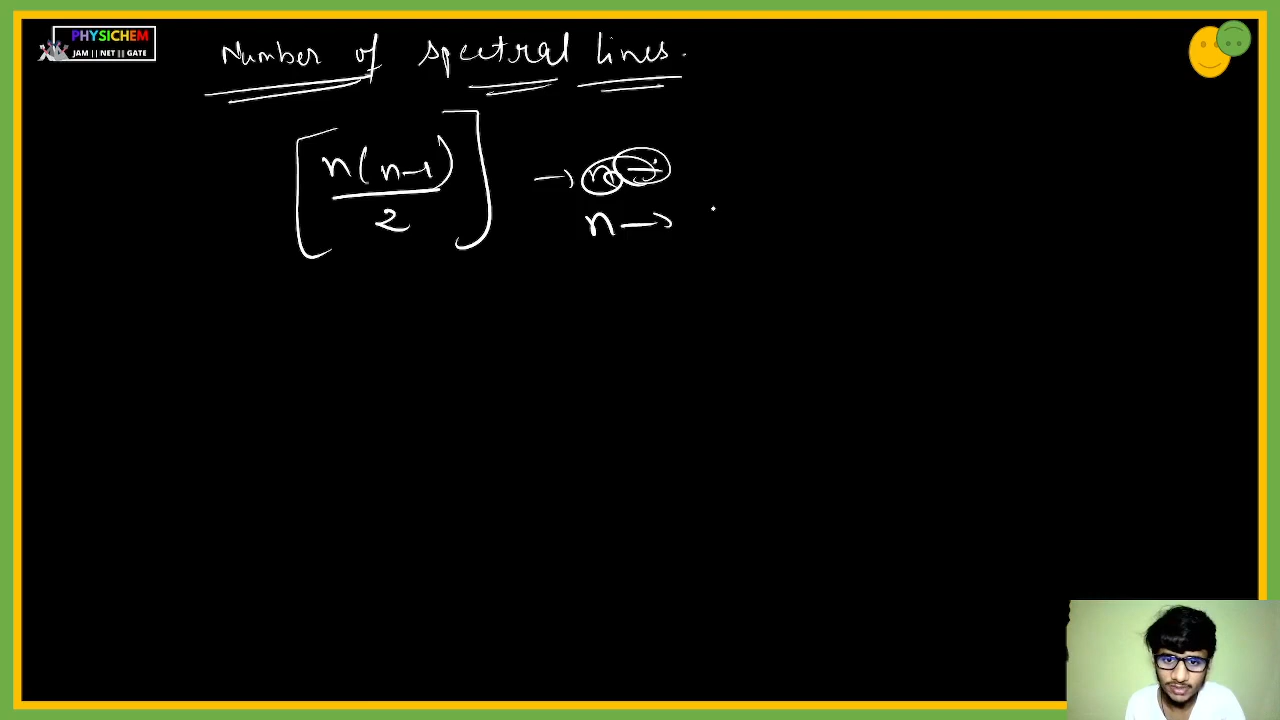 PHYSICHEM
JAM || NET || GATE
Number of spectral lines.
n(n-1)
2
n →